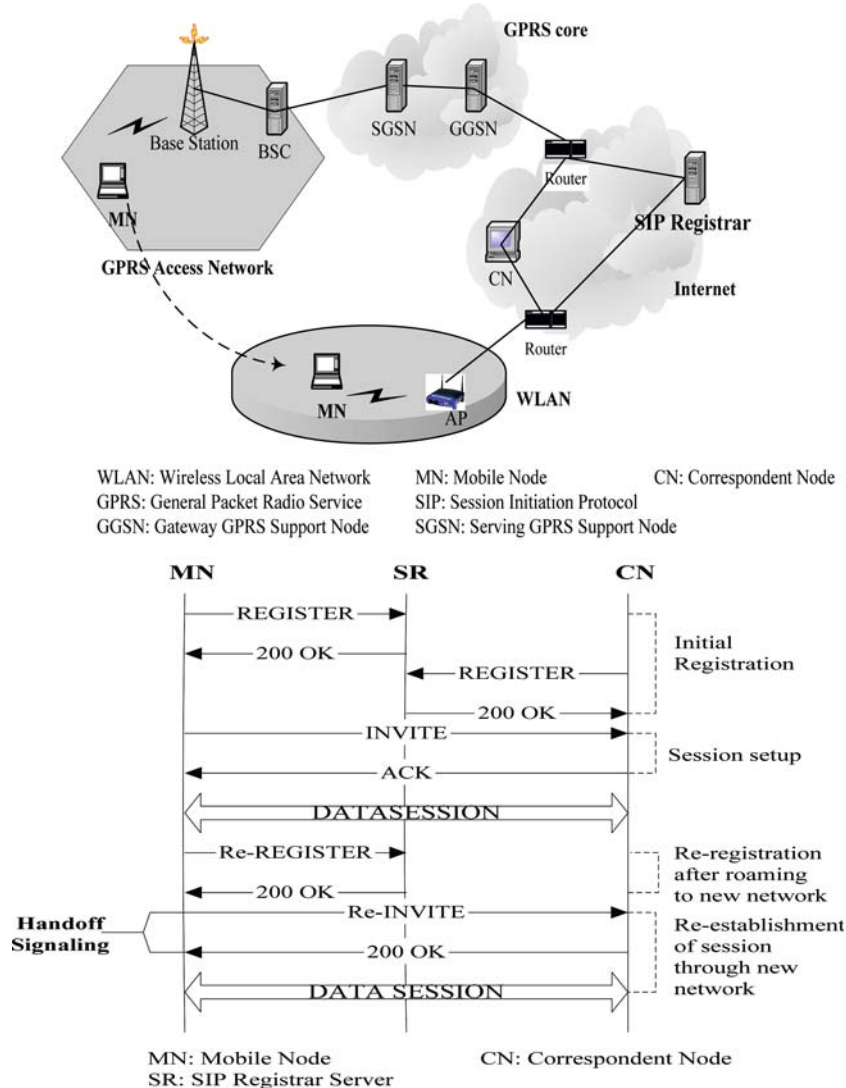 GPRS core
SGSN
GGSN
Base Station
BSC
Router
MN
SIP Registrar
GPRS Access Network
CN
Internet
Router
MN
AP
WLAN
WLAN: Wireless Local Area Network
MN: Mobile Node
CN: Correspondent Node
GPRS: General Packet Radio Service
SIP: Session Initiation Protocol
GGSN: Gateway GPRS Support Node
SGSN: Serving GPRS Support Node
MN
SR
CN
REGISTER
200 OK
REGISTER
200 OK
Initial
Registration
INVITE
ACK
Session setup
DATASESSION
Re-REGISTER
200 OK
Re-registration
after roaming
to new network
Handoff
Signaling
Re-INVITE
200 OK
Re-establishment
of session
through new
network
DATA SESSION
MN: Mobile Node
CN: Correspondent Node
SR: SIP Registrar Server